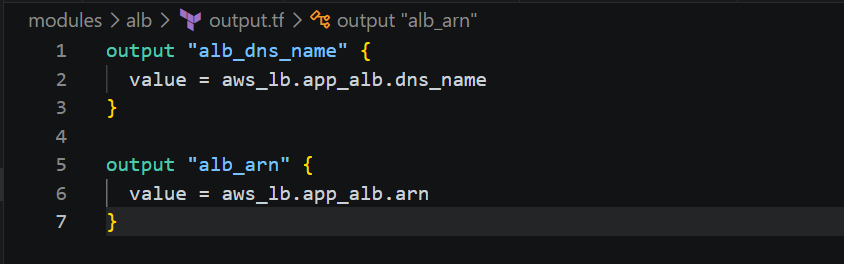 modules > alb > output.tf > output "alb_arn"
1 output "alb_dns_name" {
2 value = aws_lb.app_alb.dns_name
3 }
4
5 output "alb_arn" {
6 value = aws_lb.app_alb.arn
7 }